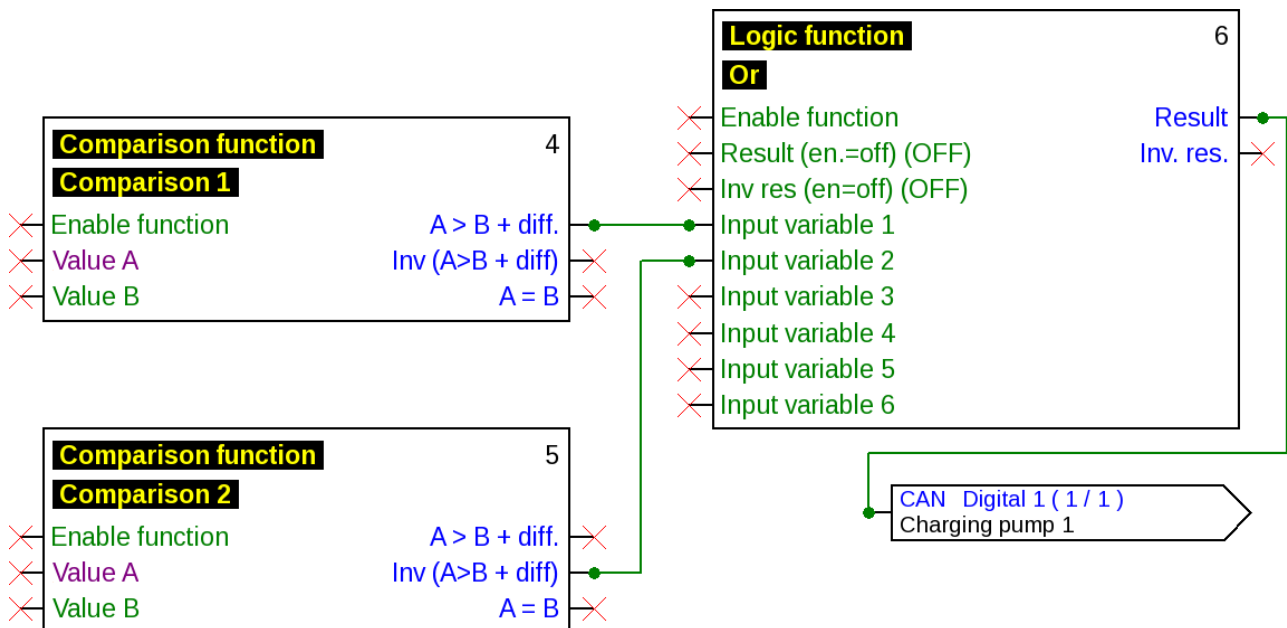 Logic function 6
Or
Enable function Result
Result (en.=off) (OFF) Inv. res.
Inv res (en=off) (OFF)
Input variable 1
Input variable 2
Input variable 3
Input variable 4
Input variable 5
Input variable 6
Comparison function 4
Comparison 1
Enable function A > B + diff.
Value A Inv (A>B + diff)
Value B A = B
Comparison function 5
Comparison 2
Enable function A > B + diff.
Value A Inv (A>B + diff)
Value B A = B
CAN Digital 1 ( 1 / 1 )
Charging pump 1